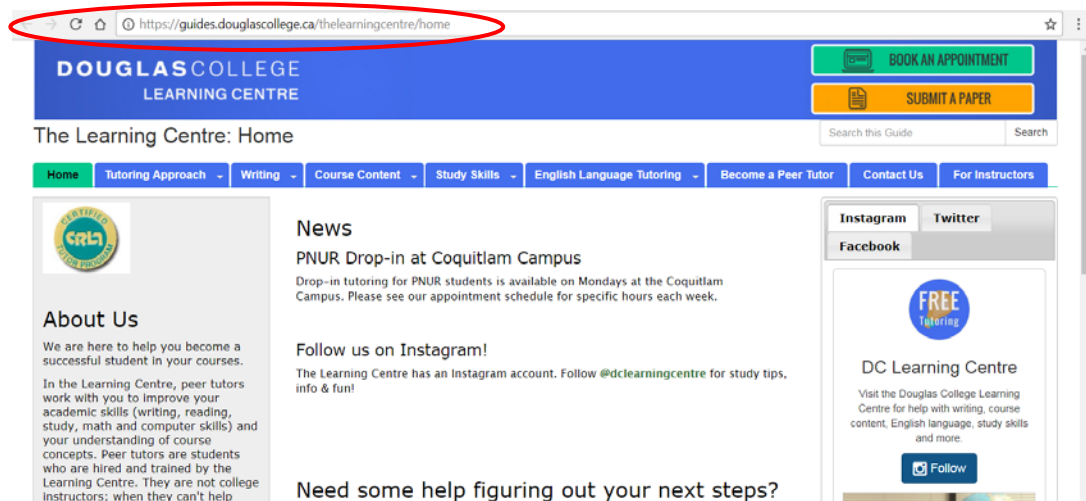 https://guides.douglascollege.ca/thelearningcentre/home
DOUGLASCOLLEGE
LEARNING CENTRE
BOOK AN APPOINTMENT
SUBMIT A PAPER
The Learning Centre: Home
Search this Guide
Search
Home
Tutoring Approach
Writing
Course Content
Study Skills
English Language Tutoring
Become a Peer Tutor
Contact Us
For Instructors
CERTIFIED
CRLA
TUTOR PROGRAM
About Us
We are here to help you become a
successful student in your courses.
In the Learning Centre, peer tutors
work with you to improve your
academic skills (writing, reading,
study, math and computer skills) and
your understanding of course
concepts. Peer tutors are students
who are hired and trained by the
Learning Centre. They are not college
instructors; when they can't help
News
PNUR Drop-in at Coquitlam Campus
Drop-in tutoring for PNUR students is available on Mondays at the Coquitlam
Campus. Please see our appointment schedule for specific hours each week.
Follow us on Instagram!
The Learning Centre has an Instagram account. Follow @dclearningcentre for study tips,
info & fun!
Need some help figuring out your next steps?
Instagram
Twitter
Facebook
FREE
Tutoring
DC Learning Centre
Visit the Douglas College Learning
Centre for help with writing, course
content, English language, study skills
and more.
Follow